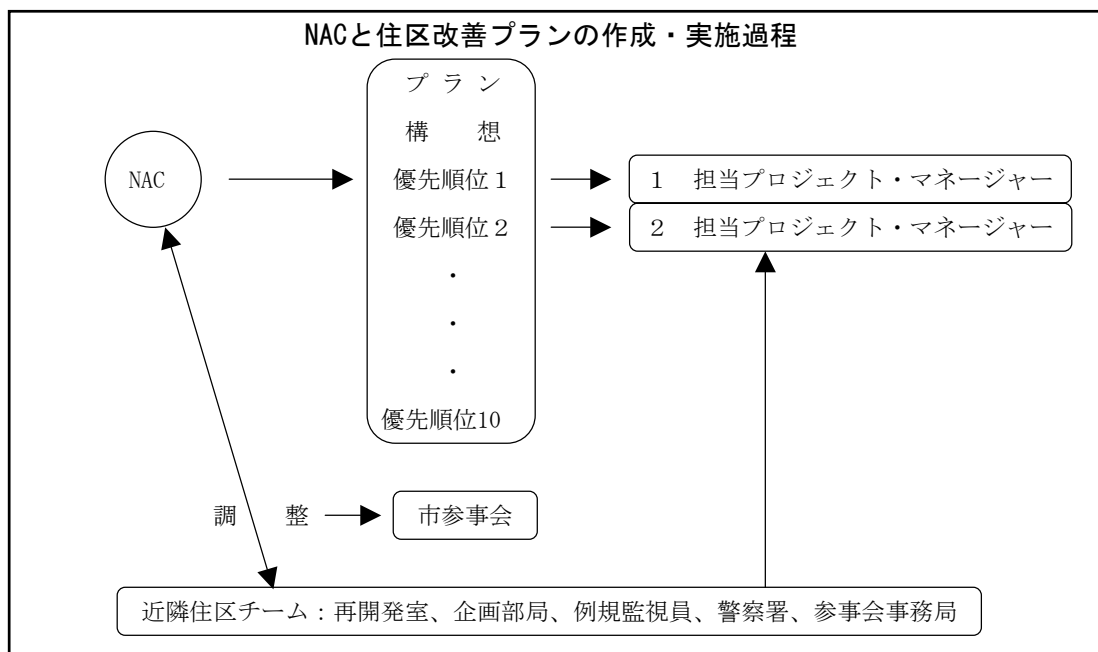 NACと住区改善プランの作成・実施過程
プ ラ ン
構 想
NAC
優先順位1
1 担当プロジェクト・マネージャー
優先順位2
2 担当プロジェクト・マネージャー
・
・
・
優先順位10
調 整
市参事会
近隣住区チーム：再開発室、企画部局、例規監視員、警察署、参事会事務局